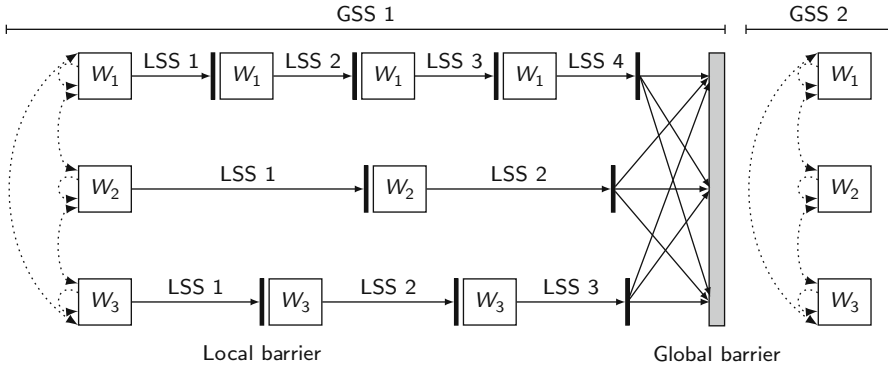 GSS 1 GSS 2
W1 LSS 1 W1 LSS 2 W1 LSS 3 W1 LSS 4 W1
W2 LSS 1 W2 LSS 2 W2
W3 LSS 1 W3 LSS 2 W3 LSS 3 W3
Local barrier Global barrier